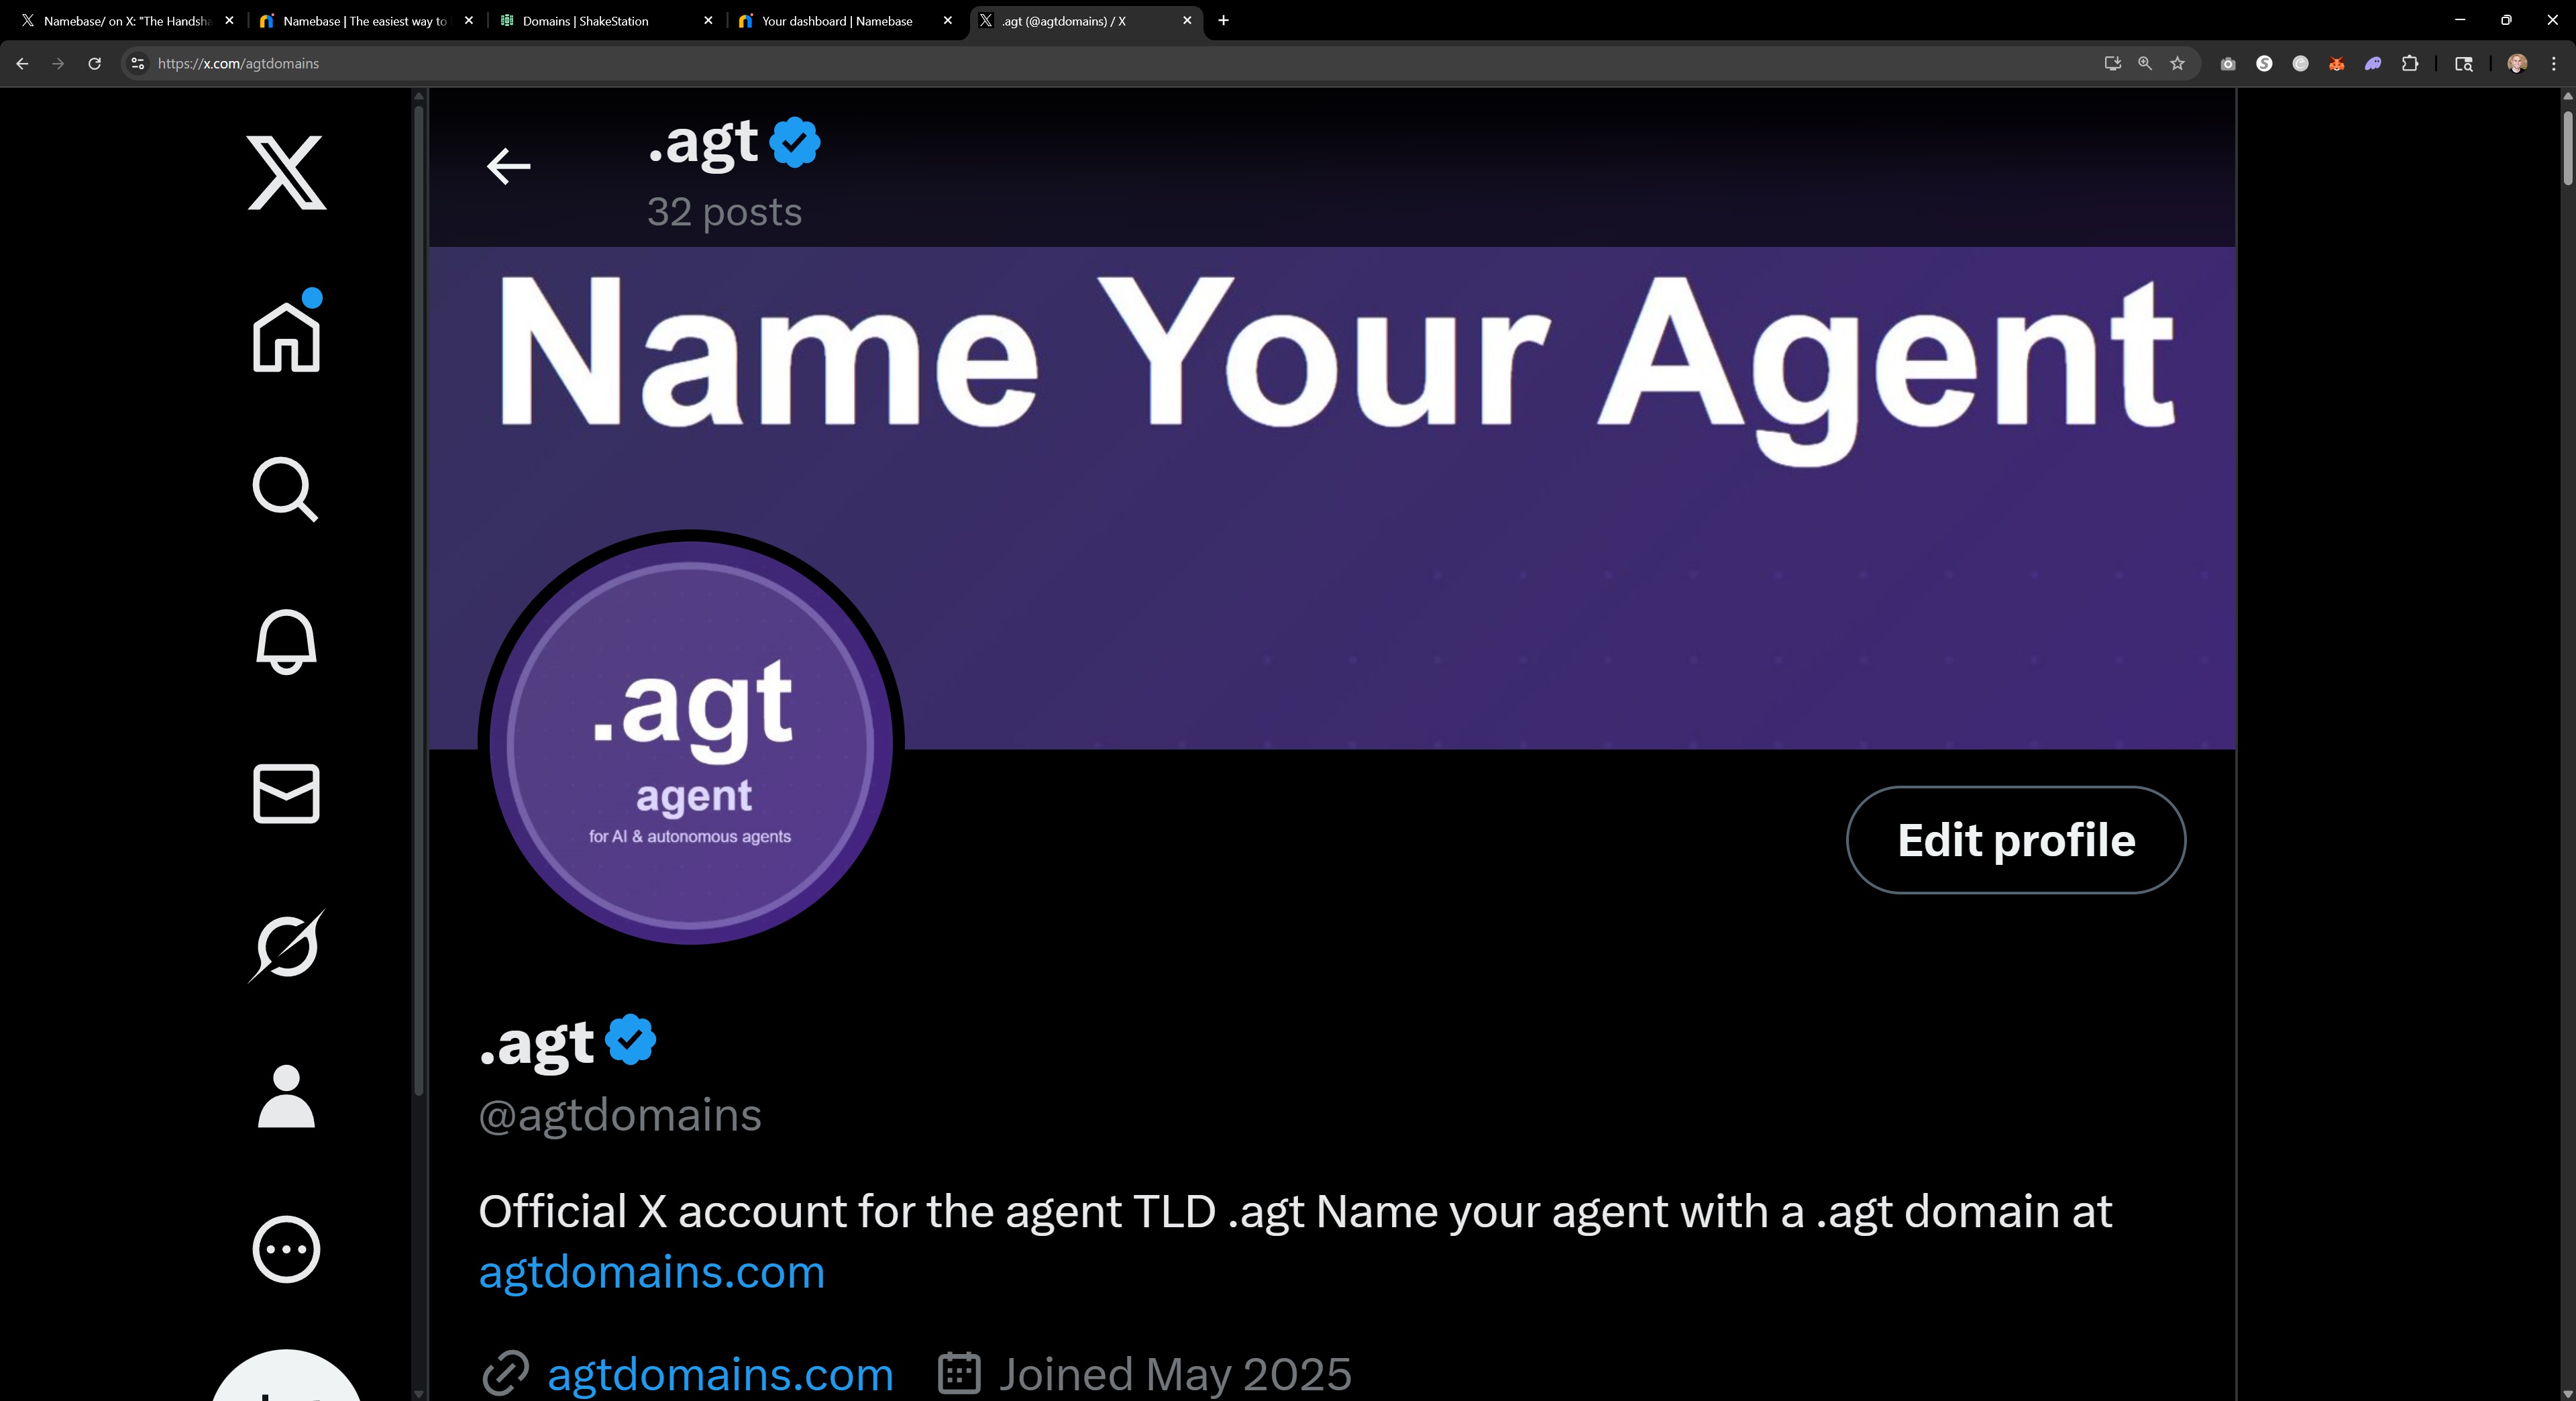 Namebase/ on X: "The Handsha
Namebase | The easiest way to
Domains | ShakeStation
Your dashboard | Namebase
.agt (@agtdomains) / X
https://x.com/agtdomains
.agt
32 posts
Name Your Agent
.agt
agent
for AI & autonomous agents
Edit profile
.agt
@agtdomains
Official X account for the agent TLD .agt Name your agent with a .agt domain at
agtdomains.com
agtdomains.com Joined May 2025